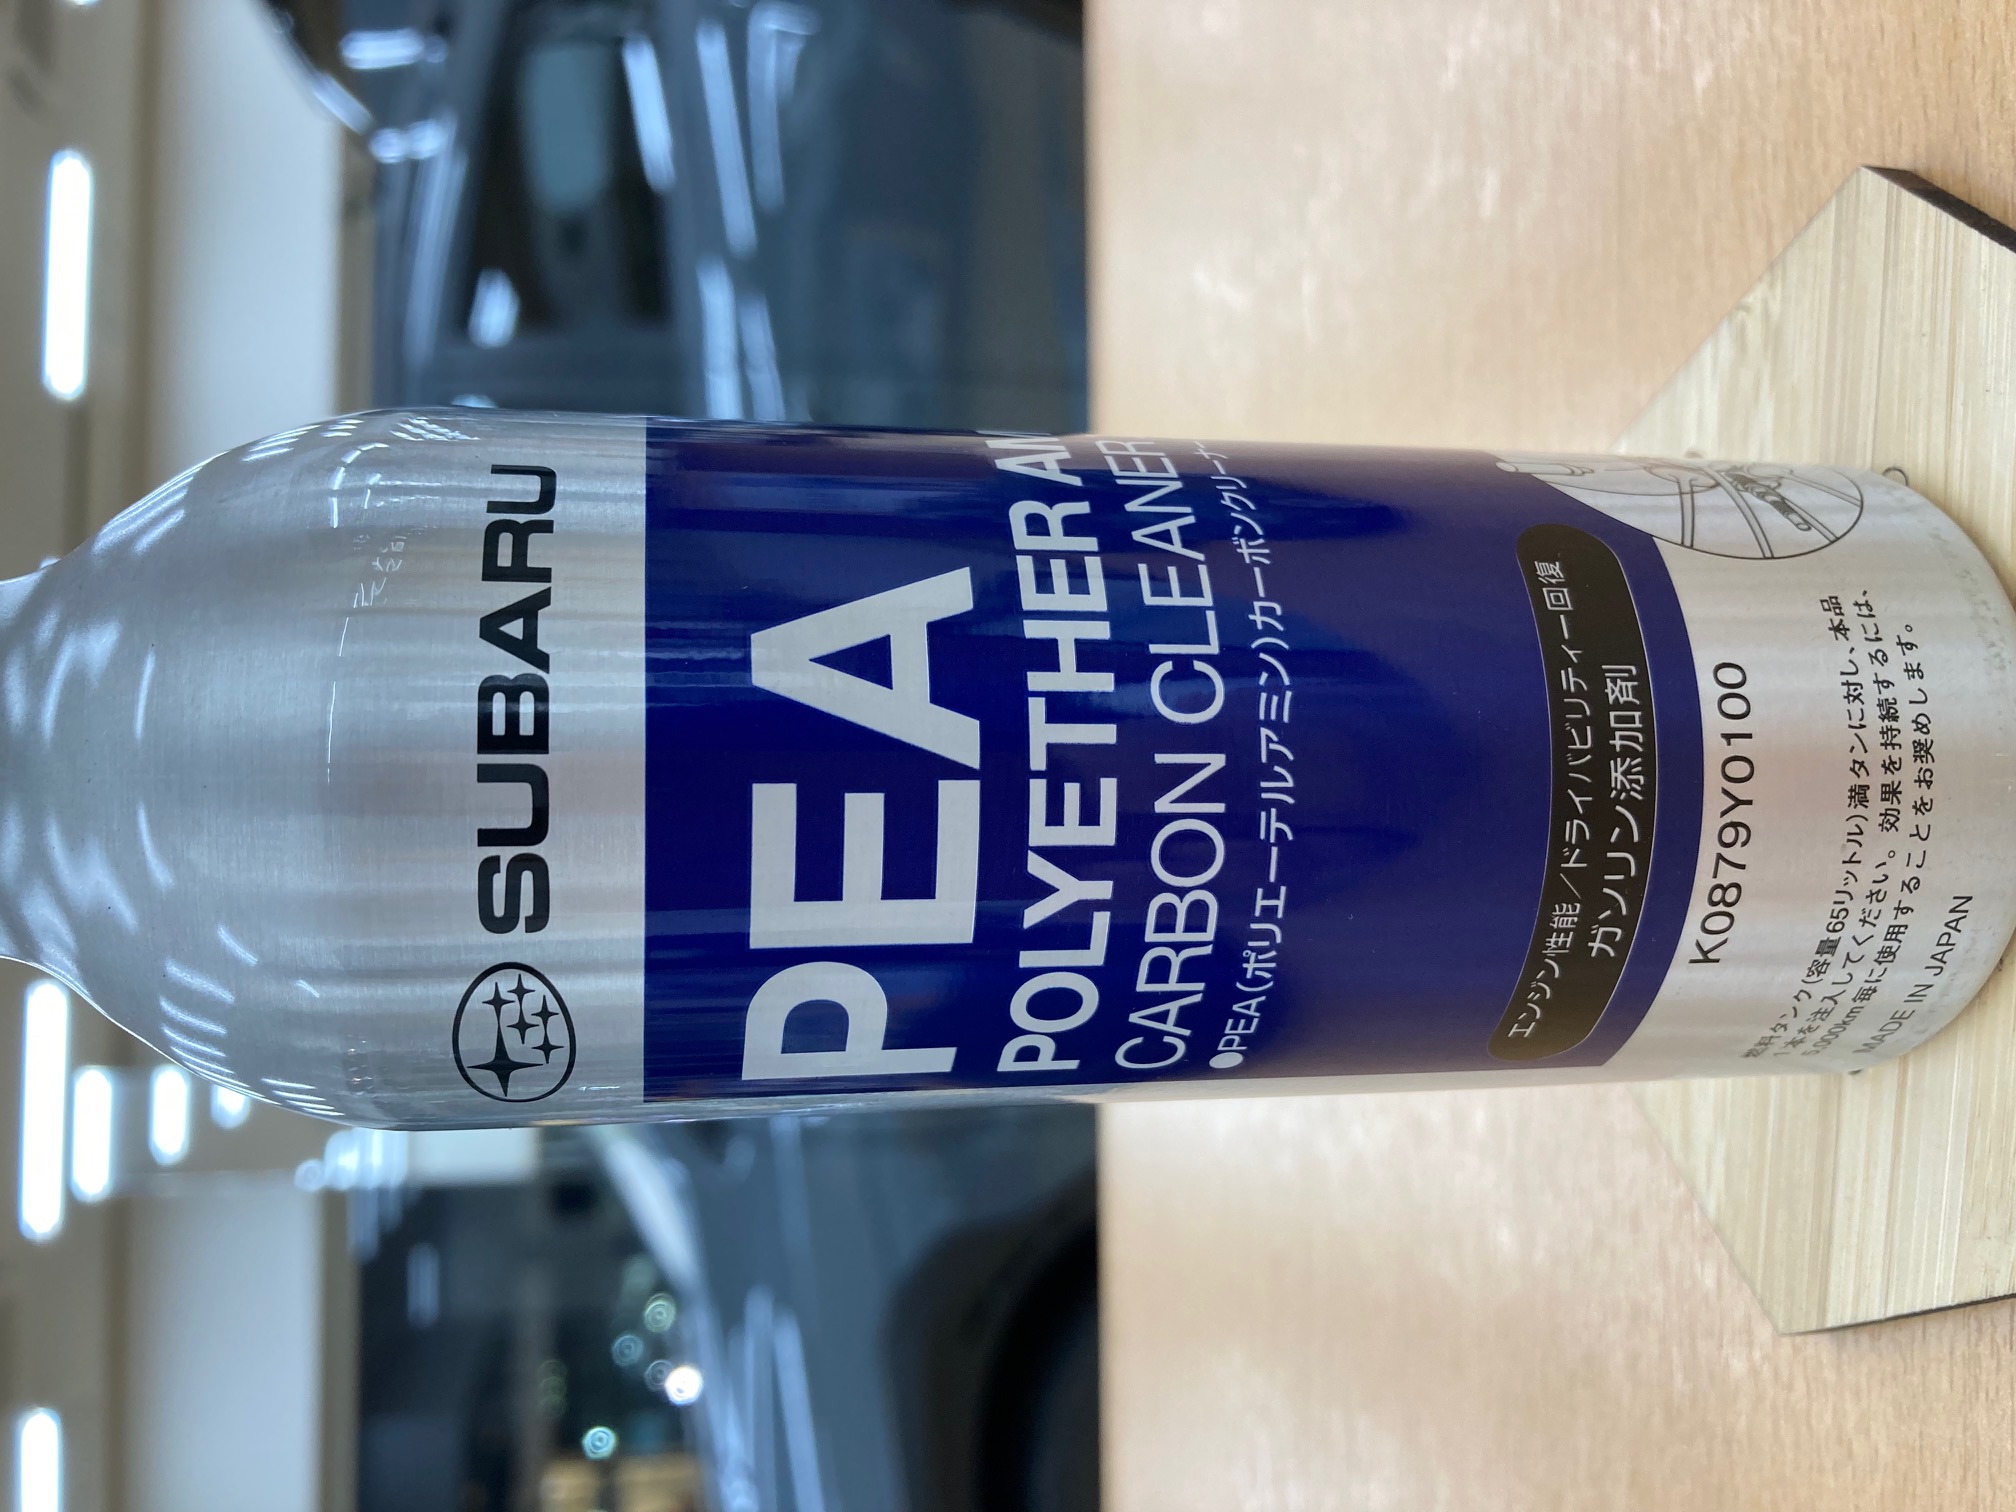 SUBARU
PEA
POLYETHER
CARBON CLEANER
●PEA(ポリエーテルアミン)カーボンクリーナー
エンジン性能／ドライバビリティー回復
ガソリン添加剤
K0879Y0100
燃料タンク(容量65リットル)満タンに対し、本品
1本を注入してください。効果を持続するには、
5,000km毎に使用することをお奨めします。
MADE IN JAPAN